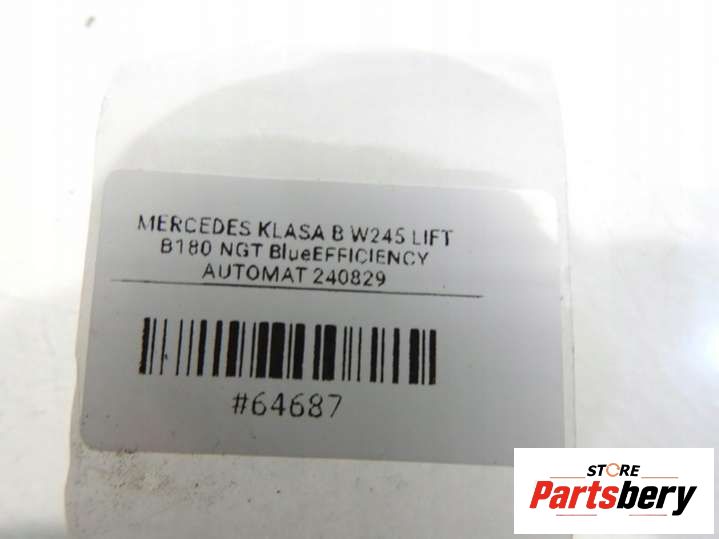 MERCEDES KLASA B W245 LIFT
B180 NGT BlueEFFICIENCY
AUTOMAT 240829
#64687
STORE
Partsbery